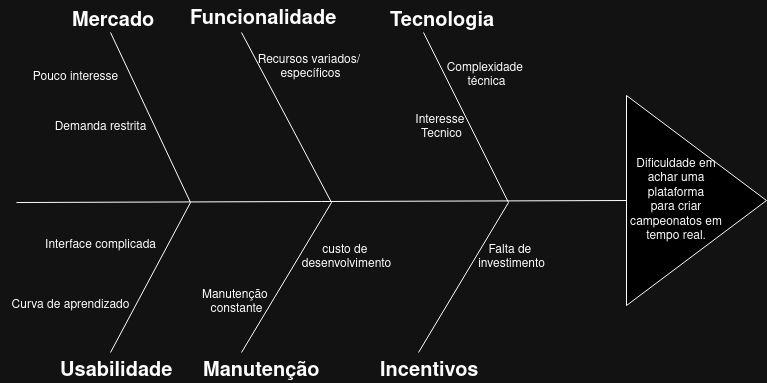 Mercado
Funcionalidade
Tecnologia
Pouco interesse
Demanda restrita
Recursos variados/
específicos
Complexidade
técnica
Interesse
Tecnico
Dificuldade em
achar uma
plataforma
para criar
campeonatos em
tempo real.
Interface complicada
Curva de aprendizado
custo de
desenvolvimento
Manutenção
constante
Falta de
investimento
Usabilidade
Manutenção
Incentivos